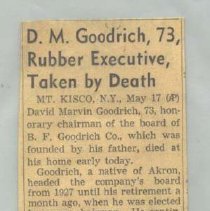 D. M. Goodrich, 73,
Rubber Executive,
Taken by Death
MT. KISCO, N.Y., May 17 (AP)
David Marvin Goodrich, 73, hon-
orary chairman of the board of
B. F. Goodrich Co., which was
founded by his father, died at
his home early today.
Goodrich, a native of Akron,
headed the company's board
from 1927 until his retirement a
month ago, when he was elected